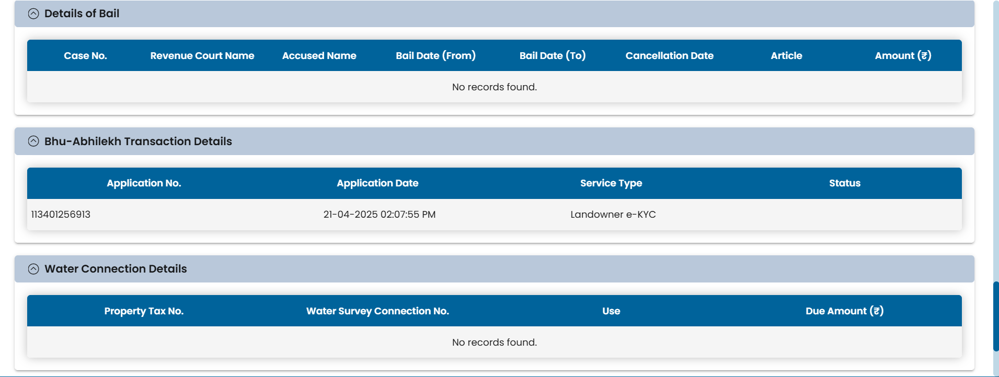 Details of Bail
Case No. Revenue Court Name Accused Name Bail Date (From) Bail Date (To) Cancellation Date Article Amount (₹)
No records found.
Bhu-Abhilekh Transaction Details
Application No. Application Date Service Type Status
113401256913 21-04-2025 02:07:55 PM Landowner e-KYC
Water Connection Details
Property Tax No. Water Survey Connection No. Use Due Amount (₹)
No records found.